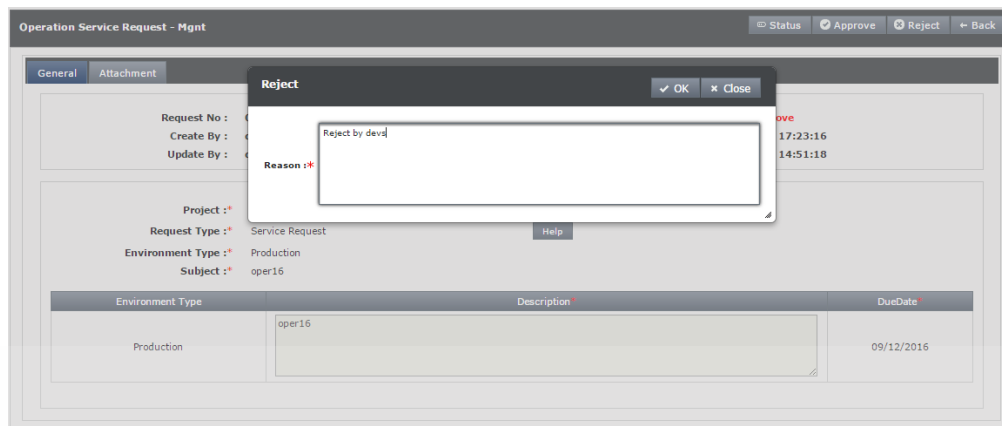 Operation Service Request - Mgnt
Status
Approve
Reject
← Back
General
Attachment
Reject
✔ OK
× Close
Reason :*
Reject by devs
Request No :
Create By :
17:23:16
Update By :
14:51:18
Project :*
Request Type :*
Service Request
Help
Environment Type :*
Production
Subject :*
oper16
Environment Type
Description*
DueDate*
Production
oper16
09/12/2016